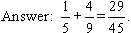 Answer: 1/5 + 4/9 = 29/45.